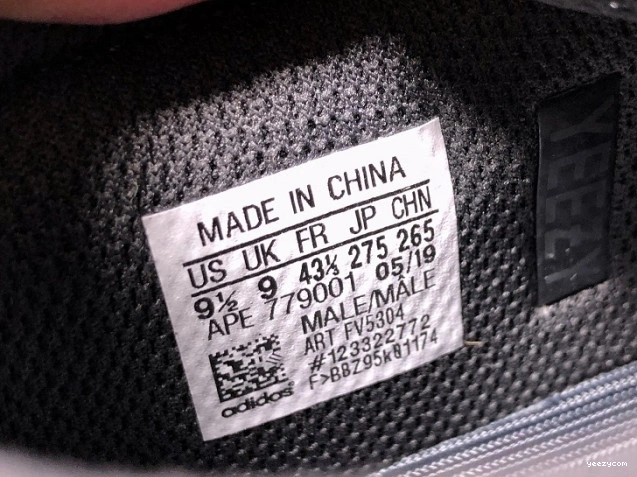 MADE IN CHINA
US UK FR JP CHN
9½ 9 43⅓ 275 265
APE 779001 05/19
MALE/MÂLE
ART FV5304
#123322772
F>BBZ95K01174
adidas
YEEZY
yeezycom